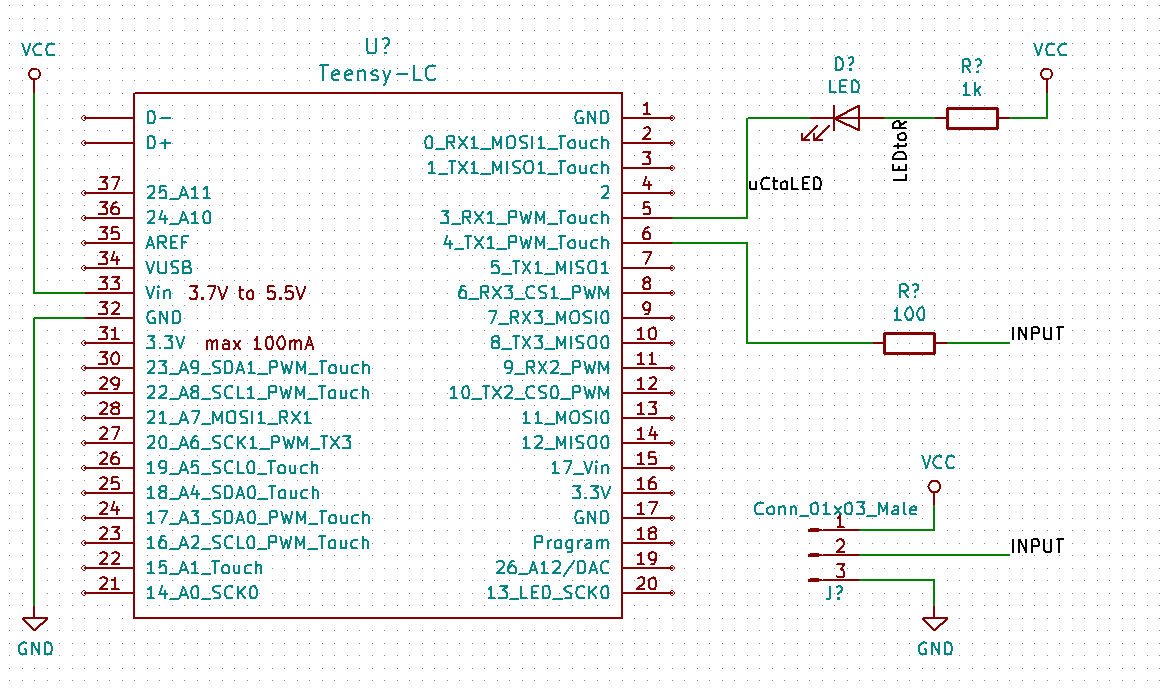 VCC
U?
Teensy-LC
D-
D+
37 25_A11
36 24_A10
35 AREF
34 VUSB
33 Vin 3.7V to 5.5V
32 GND
31 3.3V max 100mA
30 23_A9_SDA1_PWM_Touch
29 22_A8_SCL1_PWM_Touch
28 21_A7_MOSI1_RX1
27 20_A6_SCK1_PWM_TX3
26 19_A5_SCL0_Touch
25 18_A4_SDA0_Touch
24 17_A3_SDA0_PWM_Touch
23 16_A2_SCL0_PWM_Touch
22 15_A1_Touch
21 14_A0_SCK0
GND
GND 1
0_RX1_MOSI1_Touch 2
1_TX1_MISO1_Touch 3
2 4
3_RX1_PWM_Touch 5
4_TX1_PWM_Touch 6
5_TX1_MISO1 7
6_RX3_CS1_PWM 8
7_RX3_MOSI0 9
8_TX3_MISO0 10
9_RX2_PWM 11
10_TX2_CS0_PWM 12
11_MOSI0 13
12_MISO0 14
17_Vin 15
3.3V 16
GND 17
Program 18
26_A12/DAC 19
13_LED_SCK0 20
D?
LED
R?
1k
VCC
LEDtoR
uCtoLED
R?
100
INPUT
VCC
Conn_01x03_Male
1
2
INPUT
3
J?
GND